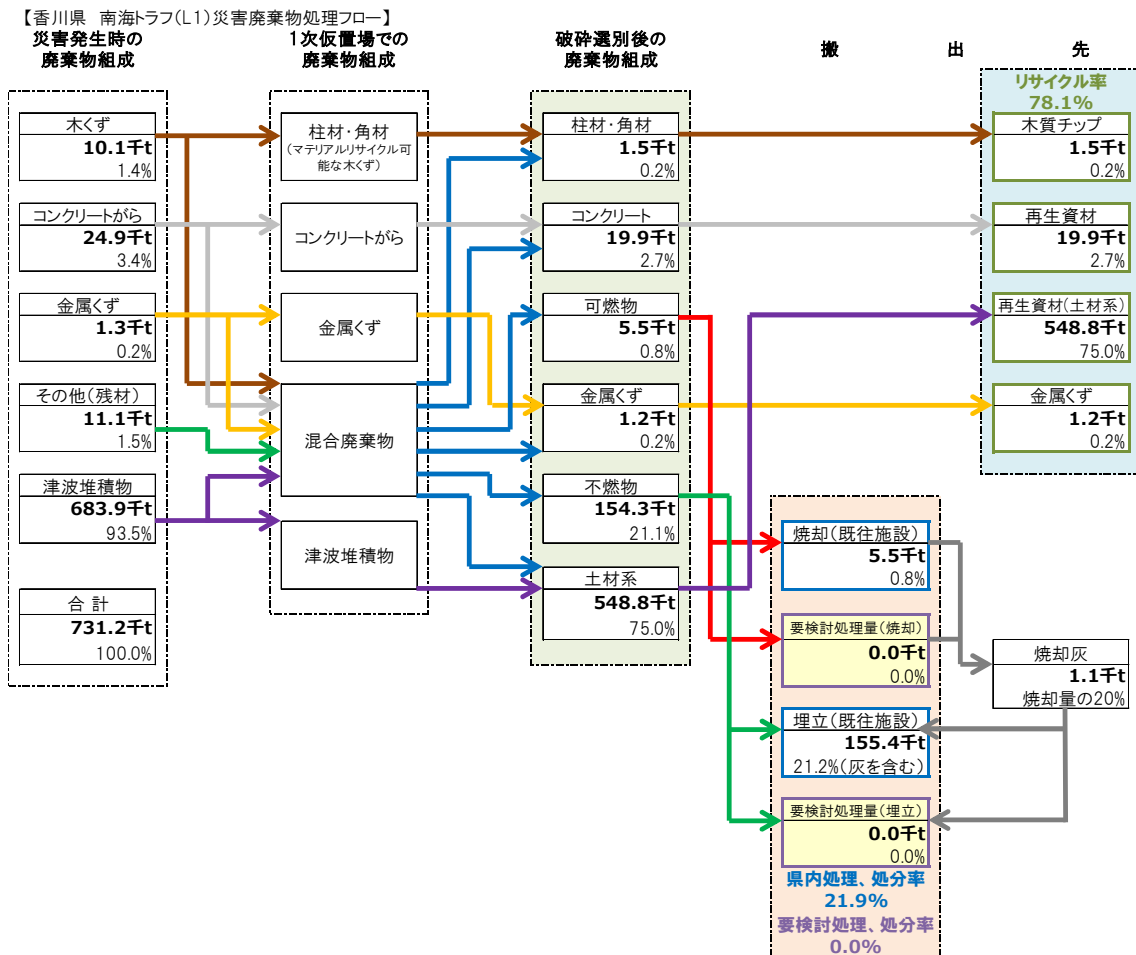 【香川県 南海トラフ(L1)災害廃棄物処理フロー】
災害発生時の
廃棄物組成
1次仮置場での
廃棄物組成
破砕選別後の
廃棄物組成
搬 出 先
木くず
10.1千t
1.4%
コンクリートがら
24.9千t
3.4%
金属くず
1.3千t
0.2%
その他(残材)
11.1千t
1.5%
津波堆積物
683.9千t
93.5%
合 計
731.2千t
100.0%
柱材・角材
(マテリアルリサイクル可
能な木くず)
コンクリートがら
金属くず
混合廃棄物
津波堆積物
柱材・角材
1.5千t
0.2%
コンクリート
19.9千t
2.7%
可燃物
5.5千t
0.8%
金属くず
1.2千t
0.2%
不燃物
154.3千t
21.1%
土材系
548.8千t
75.0%
リサイクル率
78.1%
木質チップ
1.5千t
0.2%
再生資材
19.9千t
2.7%
再生資材(土材系)
548.8千t
75.0%
金属くず
1.2千t
0.2%
焼却(既往施設)
5.5千t
0.8%
要検討処理量(焼却)
0.0千t
0.0%
埋立(既往施設)
155.4千t
21.2%(灰を含む)
要検討処理量(埋立)
0.0千t
0.0%
県内処理、処分率
21.9%
要検討処理、処分率
0.0%
焼却灰
1.1千t
焼却量の20%